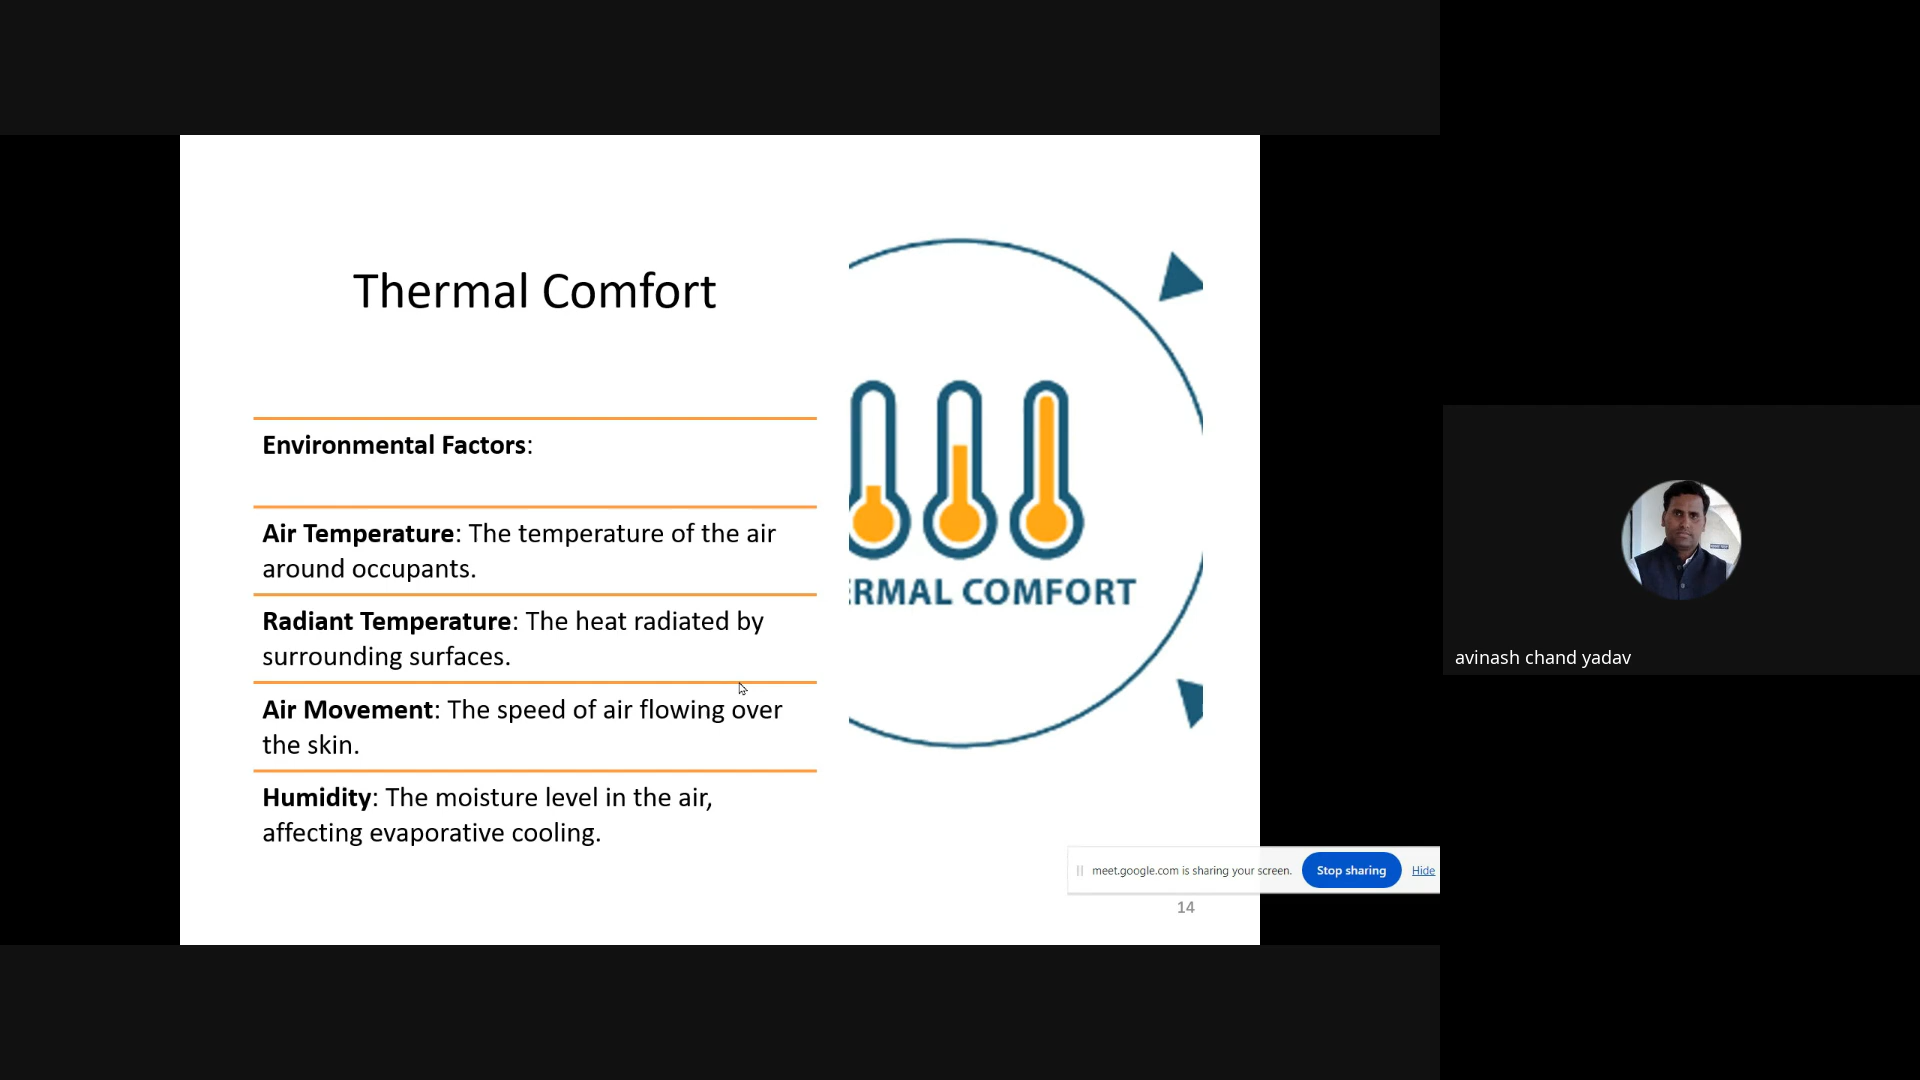 Thermal Comfort
Environmental Factors:
Air Temperature: The temperature of the air
around occupants.
Radiant Temperature: The heat radiated by
surrounding surfaces.
Air Movement: The speed of air flowing over
the skin.
Humidity: The moisture level in the air,
affecting evaporative cooling.
ERMAL COMFORT
meet.google.com is sharing your screen. Stop sharing Hide
14
avinash chand yadav